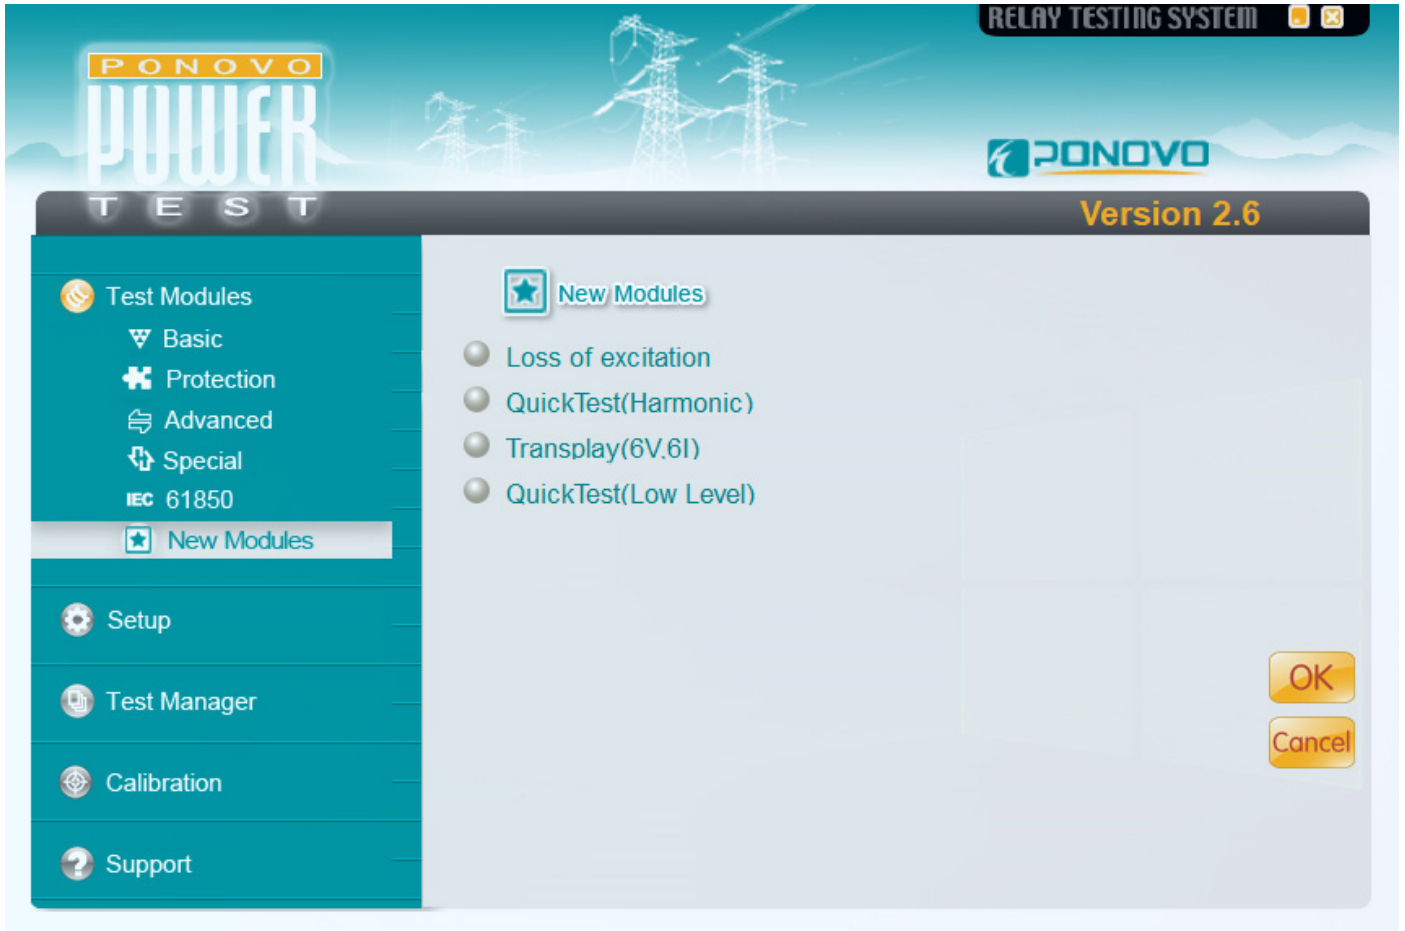 RELAY TESTING SYSTEM
PONOVO
POWER
TEST
PONOVO
Version 2.6
Test Modules
Basic
Protection
Advanced
Special
IEC 61850
New Modules
Setup
Test Manager
Calibration
Support
New Modules
Loss of excitation
QuickTest(Harmonic)
Transplay(6V,6I)
QuickTest(Low Level)
OK
Cancel